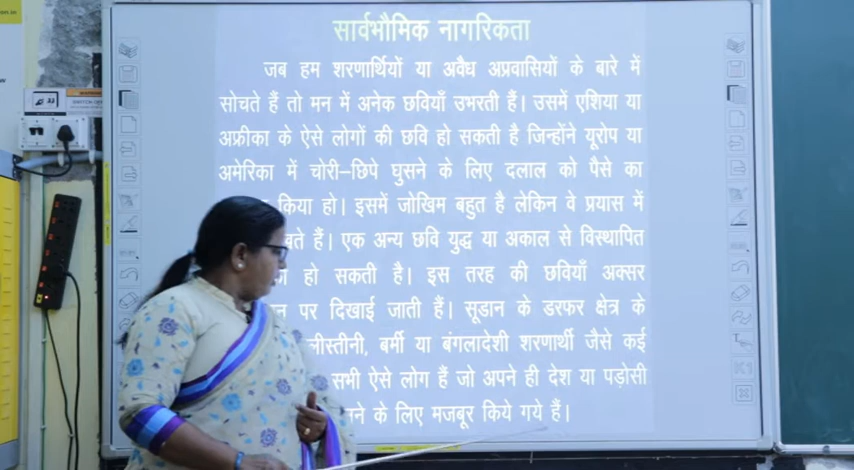 सार्वभौमिक नागरिकता
जब हम शरणार्थियों या अवैध अप्रवासियों के बारे में
सोचते हैं तो मन में अनेक छवियाँ उभरती हैं। उसमें एशिया या
अफ्रीका के ऐसे लोगों की छवि हो सकती है जिन्होंने यूरोप या
अमेरिका में चोरी–छिपे घुसने के लिए दलाल को पैसे का
किया हो। इसमें जोखिम बहुत है लेकिन वे प्रयास में
हैं। एक अन्य छवि युद्ध या अकाल से विस्थापित
हो सकती है। इस तरह की छवियाँ अक्सर
पर दिखाई जाती हैं। सूडान के डरफर क्षेत्र के
बर्मी या बंगलादेशी शरणार्थी जैसे कई
सभी ऐसे लोग हैं जो अपने ही देश या पड़ोसी
के लिए मजबूर किये गये हैं।